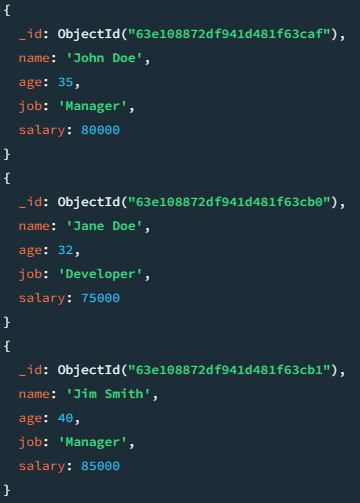 {
  _id: ObjectId("63e108872df941d481f63caf"),
  name: 'John Doe',
  age: 35,
  job: 'Manager',
  salary: 80000
}
{
  _id: ObjectId("63e108872df941d481f63cb0"),
  name: 'Jane Doe',
  age: 32,
  job: 'Developer',
  salary: 75000
}
{
  _id: ObjectId("63e108872df941d481f63cb1"),
  name: 'Jim Smith',
  age: 40,
  job: 'Manager',
  salary: 85000
}